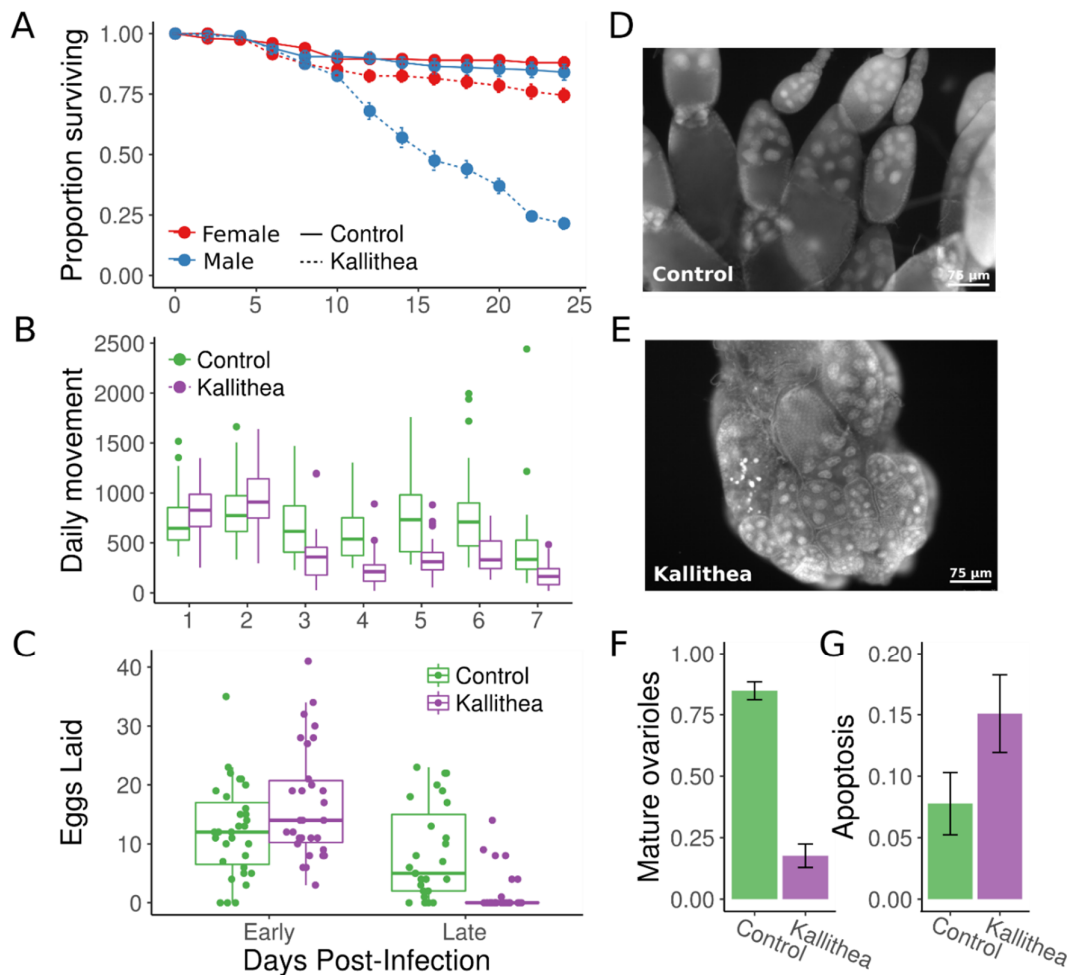 A
Proportion surviving
1.00
0.75
0.50
0.25
0.00
Female
Male
Control
Kallithea
0 5 10 15 20 25
B
Daily movement
2500
2000
1500
1000
500
0
Control
Kallithea
1 2 3 4 5 6 7
C
Eggs Laid
40
30
20
10
0
Control
Kallithea
Early Late
Days Post-Infection
D
Control
75 μm
E
Kallithea
75 μm
F
Mature ovarioles
1.00
0.75
0.50
0.25
0.00
Control
Kallithea
G
Apoptosis
0.20
0.15
0.10
0.05
0.00
Control
Kallithea